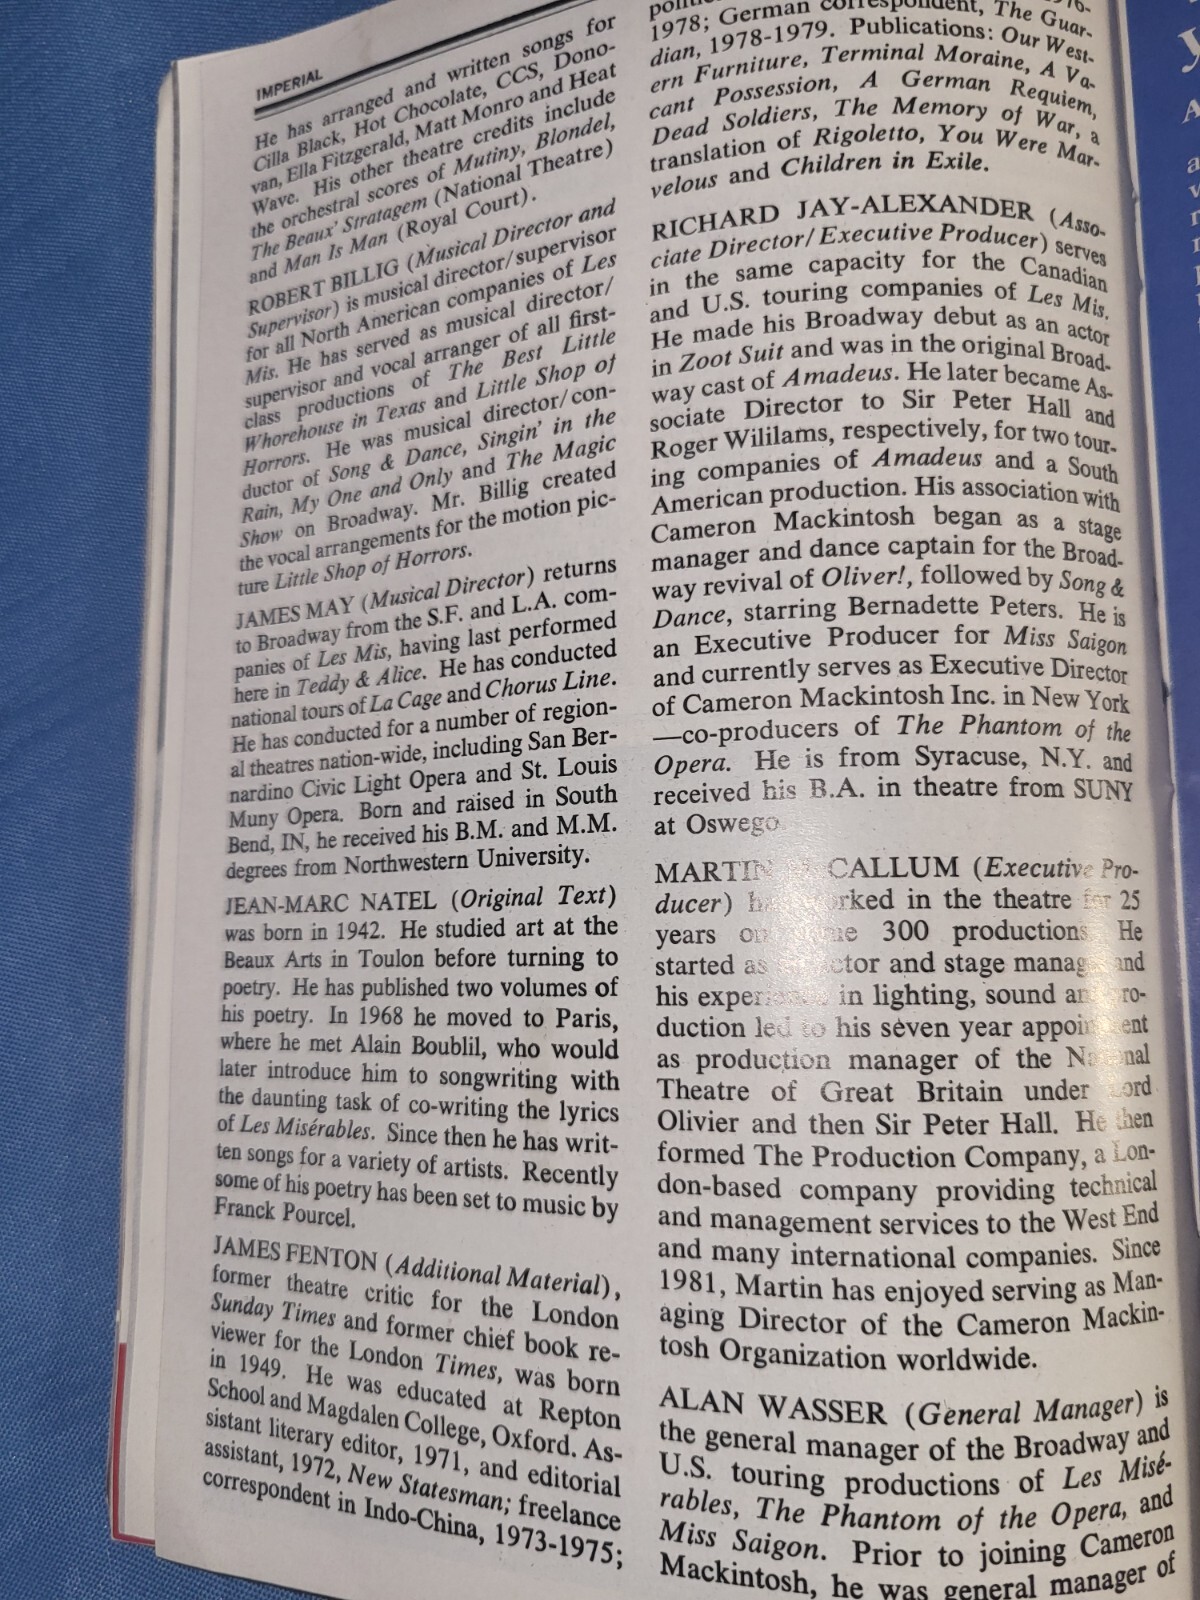 IMPERIAL
He has arranged and written songs for
Cilla Black, Hot Chocolate, CCS, Dono-
van, Ella Fitzgerald, Matt Monro and Heat
Wave. His other theatre credits include
the orchestral scores of Mutiny, Blondel,
The Beaux' Stratagem (National Theatre)
and Man Is Man (Royal Court).
ROBERT BILLIG (Musical Director and
Supervisor) is musical director/supervisor
for all North American companies of Les
Mis. He has served as musical director/
supervisor and vocal arranger of all first-
class productions of The Best Little
Whorehouse in Texas and Little Shop of
Horrors. He was musical director/con-
ductor of Song & Dance, Singin' in the
Rain, My One and Only and The Magic
Show on Broadway. Mr. Billig created
the vocal arrangements for the motion pic-
ture Little Shop of Horrors.
JAMES MAY (Musical Director) returns
to Broadway from the S.F. and L.A. com-
panies of Les Mis, having last performed
here in Teddy & Alice. He has conducted
national tours of La Cage and Chorus Line.
He has conducted for a number of region-
al theatres nation-wide, including San Ber-
nardino Civic Light Opera and St. Louis
Muny Opera. Born and raised in South
Bend, IN, he received his B.M. and M.M.
degrees from Northwestern University.
JEAN-MARC NATEL (Original Text)
was born in 1942. He studied art at the
Beaux Arts in Toulon before turning to
poetry. He has published two volumes of
his poetry. In 1968 he moved to Paris,
where he met Alain Boublil, who would
later introduce him to songwriting with
the daunting task of co-writing the lyrics
of Les Misérables. Since then he has writ-
ten songs for a variety of artists. Recently
some of his poetry has been set to music by
Franck Pourcel.
JAMES FENTON (Additional Material),
former theatre critic for the London
Sunday Times and former chief book re-
viewer for the London Times, was born
in 1949. He was educated at Repton
School and Magdalen College, Oxford. As-
sistant literary editor, 1971, and editorial
assistant, 1972, New Statesman; freelance
correspondent in Indo-China, 1973-1975;
1978; German correspondent, The Guar-
dian, 1978-1979. Publications: Our West-
ern Furniture, Terminal Moraine, A Va-
cant Possession, A German Requiem,
Dead Soldiers, The Memory of War, a
translation of Rigoletto, You Were Mar-
velous and Children in Exile.
RICHARD JAY-ALEXANDER (Asso-
ciate Director/Executive Producer) serves
in the same capacity for the Canadian
and U.S. touring companies of Les Mis.
He made his Broadway debut as an actor
in Zoot Suit and was in the original Broad-
way cast of Amadeus. He later became As-
sociate Director to Sir Peter Hall and
Roger Wililams, respectively, for two tour-
ing companies of Amadeus and a South
American production. His association with
Cameron Mackintosh began as a stage
manager and dance captain for the Broad-
way revival of Oliver!, followed by Song &
Dance, starring Bernadette Peters. He is
an Executive Producer for Miss Saigon
and currently serves as Executive Director
of Cameron Mackintosh Inc. in New York
—co-producers of The Phantom of the
Opera. He is from Syracuse, N.Y. and
received his B.A. in theatre from SUNY
at Oswego.
MARTIN CALLUM (Executive Pro-
ducer) worked in the theatre for 25
years on 300 productions. He
started as actor and stage manager and
his experience in lighting, sound and pro-
duction led to his seven year appointment
as production manager of the National
Theatre of Great Britain under Lord
Olivier and then Sir Peter Hall. He then
formed The Production Company, a Lon-
don-based company providing technical
and management services to the West End
and many international companies. Since
1981, Martin has enjoyed serving as Man-
aging Director of the Cameron Mackin-
tosh Organization worldwide.
ALAN WASSER (General Manager) is
the general manager of the Broadway and
U.S. touring productions of Les Misé-
rables, The Phantom of the Opera, and
Miss Saigon. Prior to joining Cameron
Mackintosh, he was general manager of